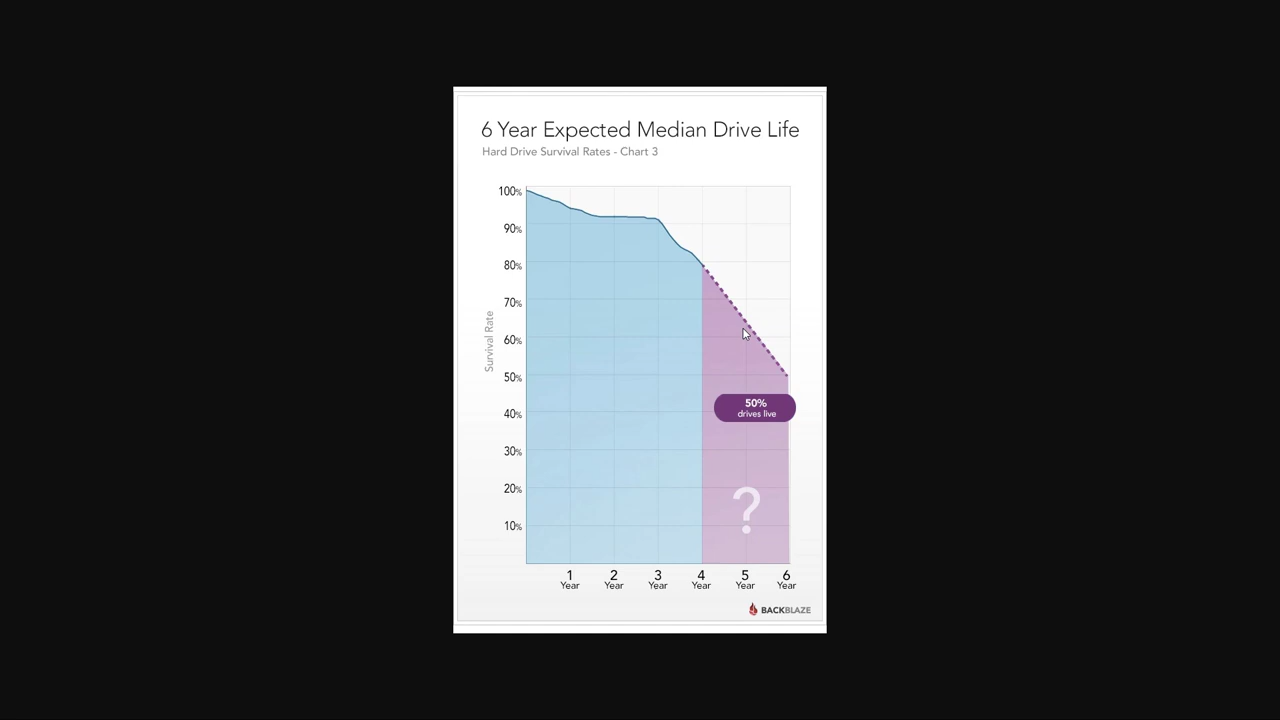 6 Year Expected Median Drive Life
Hard Drive Survival Rates - Chart 3
100%
90%
80%
70%
60%
50%
40%
30%
20%
10%
Survival Rate
50%
drives live
?
1 2 3 4 5 6
Year Year Year Year Year Year
BACKBLAZE